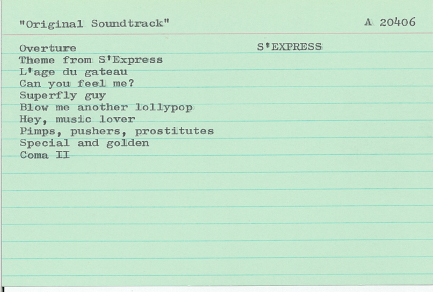 "Original Soundtrack" A 20406
Overture S'EXPRESS
Theme from S'Express
L'age du gateau
Can you feel me?
Superfly guy
Blow me another lollypop
Hey, music lover
Pimps, pushers, prostitutes
Special and golden
Coma II